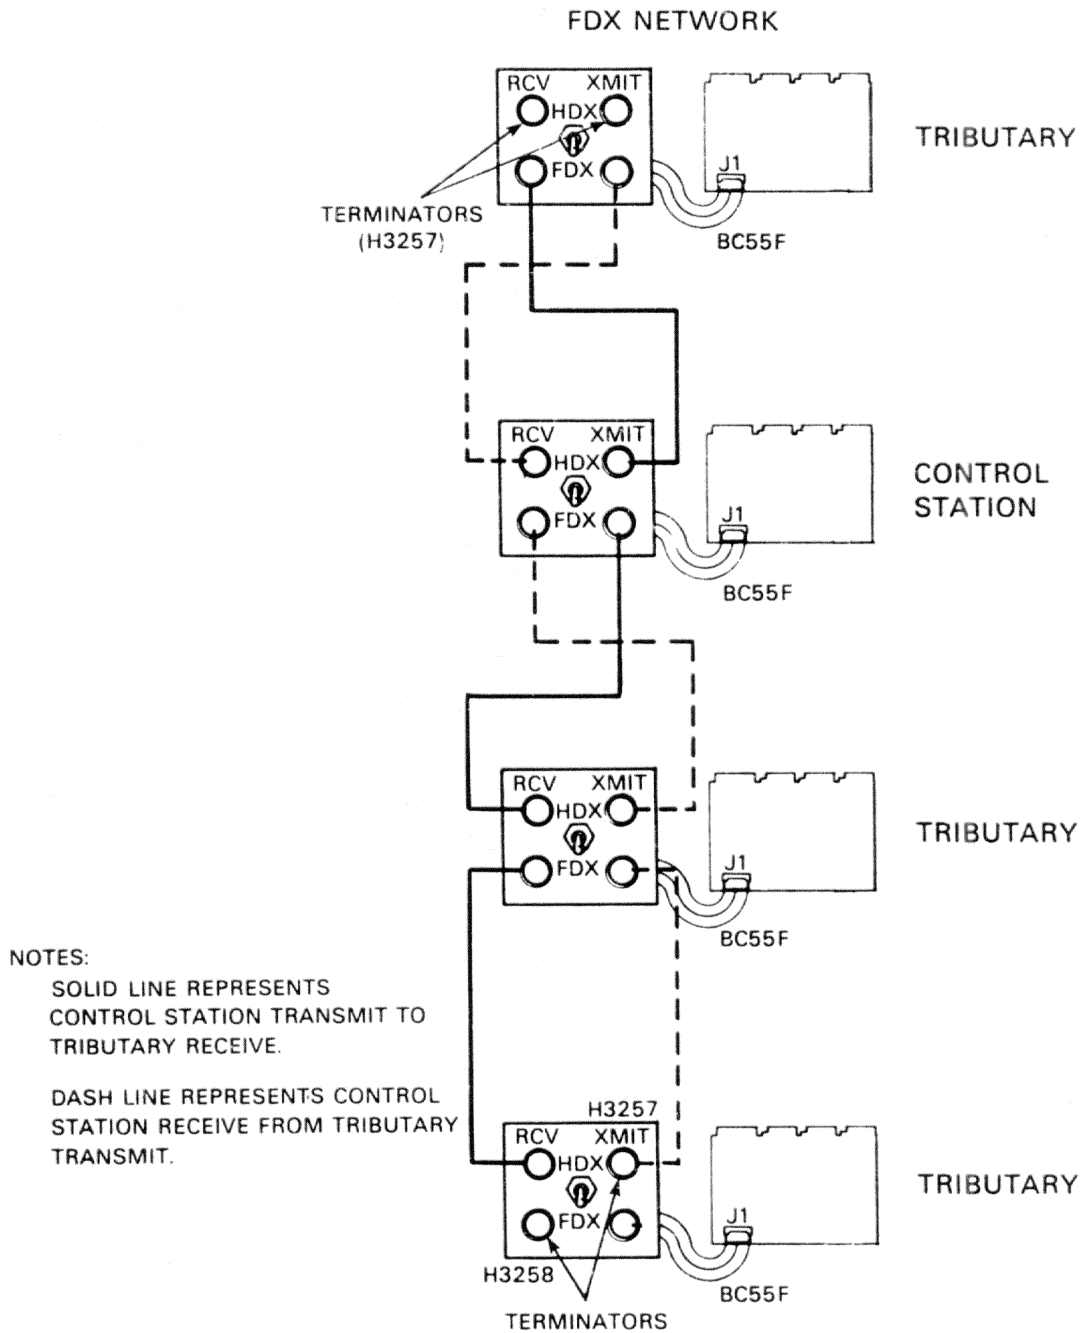 FDX NETWORK
RCV XMIT
HDX
FDX
J1
TRIBUTARY
TERMINATORS
(H3257)
BC55F
RCV XMIT
HDX
FDX
J1
CONTROL
STATION
BC55F
RCV XMIT
HDX
FDX
J1
TRIBUTARY
BC55F
NOTES:
SOLID LINE REPRESENTS
CONTROL STATION TRANSMIT TO
TRIBUTARY RECEIVE.
DASH LINE REPRESENTS CONTROL
STATION RECEIVE FROM TRIBUTARY
TRANSMIT.
H3257
RCV XMIT
HDX
FDX
J1
TRIBUTARY
H3258
BC55F
TERMINATORS